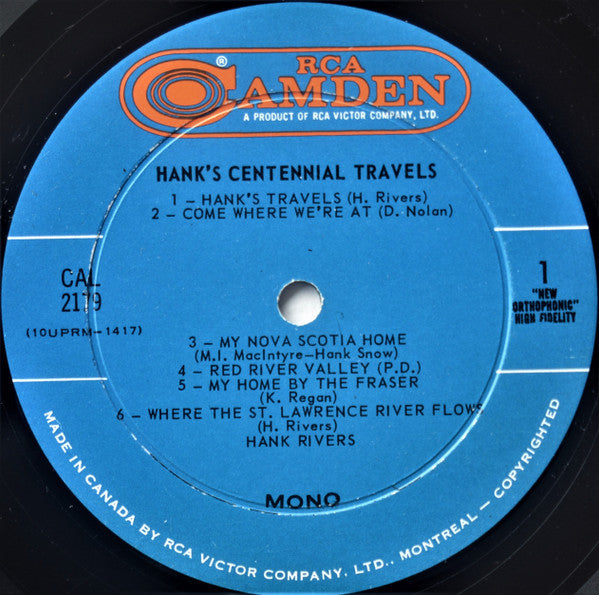 RCA
CAMDEN
®
A PRODUCT OF RCA VICTOR COMPANY, LTD.
HANK'S CENTENNIAL TRAVELS
1 – HANK'S TRAVELS (H. Rivers)
2 – COME WHERE WE'RE AT (D. Nolan)
CAL
2179
(10UPRM–1417)
1
"NEW
ORTHOPHONIC"
HIGH FIDELITY
3 – MY NOVA SCOTIA HOME
(M.I. MacIntyre–Hank Snow)
4 – RED RIVER VALLEY (P.D.)
5 – MY HOME BY THE FRASER
(K. Regan)
6 – WHERE THE ST. LAWRENCE RIVER FLOWS
(H. Rivers)
HANK RIVERS
MONO
MADE IN CANADA BY RCA VICTOR COMPANY, LTD., MONTREAL – COPYRIGHTED